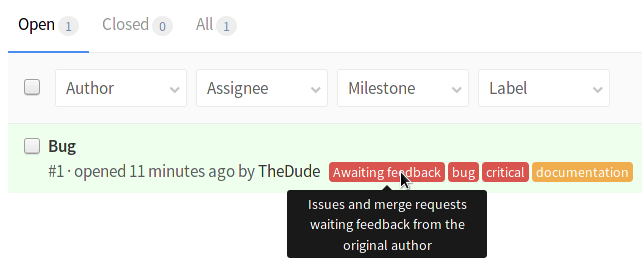 Open 1 Closed 0 All 1
Author Assignee Milestone Label
Bug
#1 · opened 11 minutes ago by TheDude Awaiting feedback bug critical documentation
Issues and merge requests
waiting feedback from the
original author